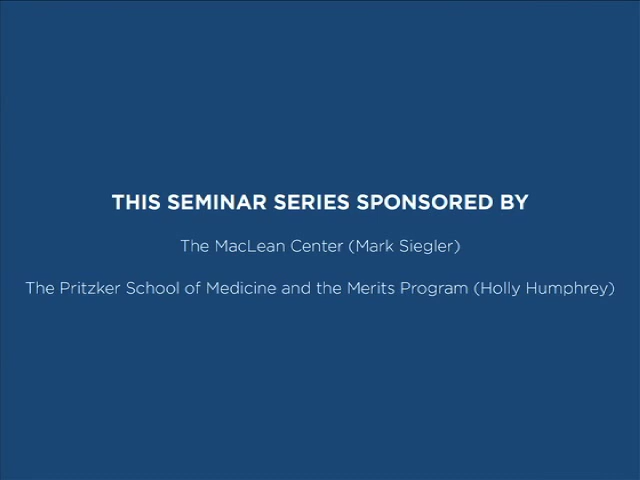 THIS SEMINAR SERIES SPONSORED BY
The MacLean Center (Mark Siegler)
The Pritzker School of Medicine and the Merits Program (Holly Humphrey)